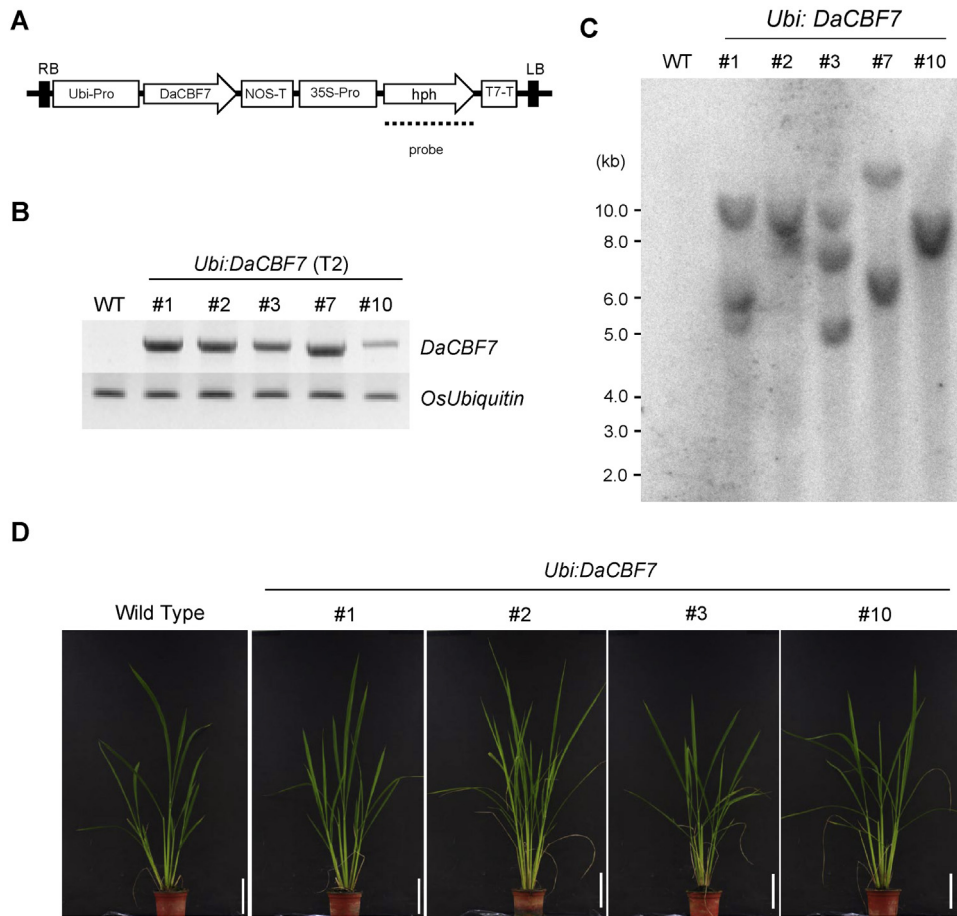 A
RB
LB
Ubi-Pro
DaCBF7
NOS-T
35S-Pro
hph
T7-T
probe
B
Ubi:DaCBF7 (T2)
WT #1 #2 #3 #7 #10
DaCBF7
OsUbiquitin
C
Ubi: DaCBF7
WT #1 #2 #3 #7 #10
(kb)
10.0
8.0
6.0
5.0
4.0
3.0
2.0
D
Ubi:DaCBF7
Wild Type #1 #2 #3 #10